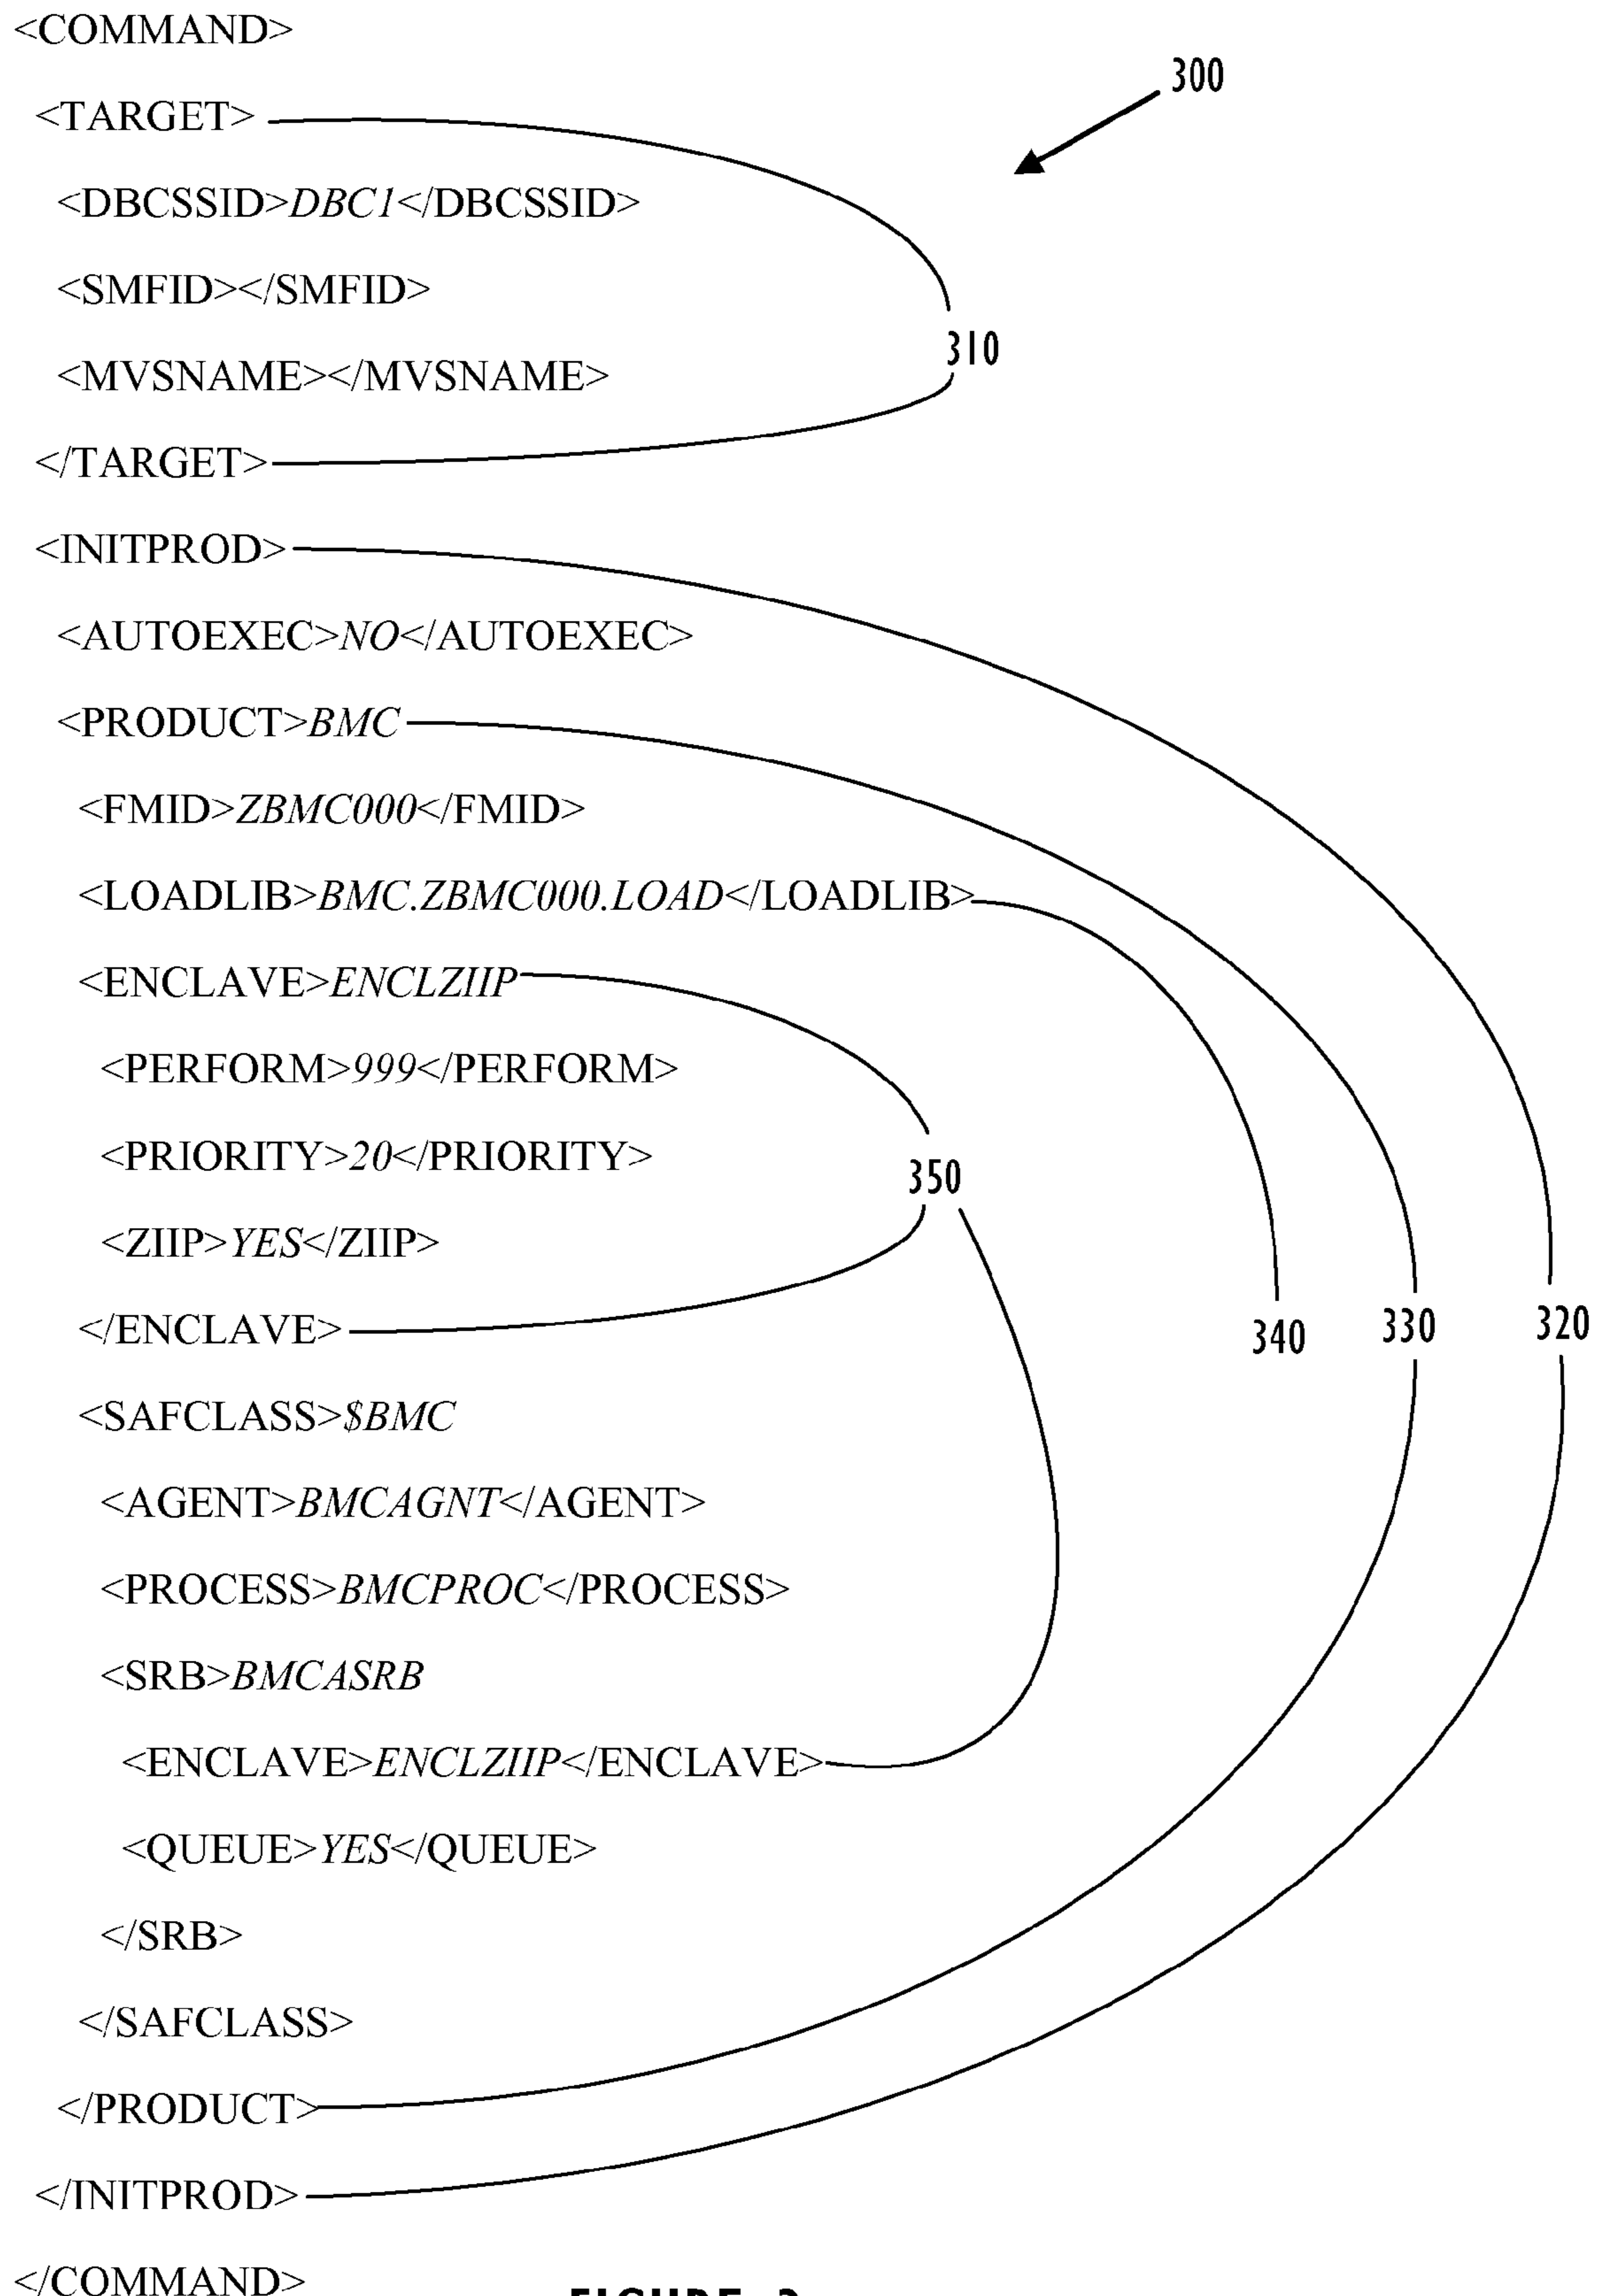 <COMMAND>
300
<TARGET>
<DBCSSID>DBC1</DBCSSID>
<SMFID></SMFID>
310
<MVSNAME></MVSNAME>
</TARGET>
<INITPROD>
<AUTOEXEC>NO</AUTOEXEC>
<PRODUCT>BMC
<FMID>ZBMC000</FMID>
<LOADLIB>BMC.ZBMC000.LOAD</LOADLIB>
<ENCLAVE>ENCLZIIP
<PERFORM>999</PERFORM>
<PRIORITY>20</PRIORITY>
350
<ZIIP>YES</ZIIP>
</ENCLAVE>
340 330 320
<SAFCLASS>$BMC
<AGENT>BMCAGNT</AGENT>
<PROCESS>BMCPROC</PROCESS>
<SRB>BMCASRB
<ENCLAVE>ENCLZIIP</ENCLAVE>
<QUEUE>YES</QUEUE>
</SRB>
</SAFCLASS>
</PRODUCT>
</INITPROD>
</COMMAND>
FIGURE